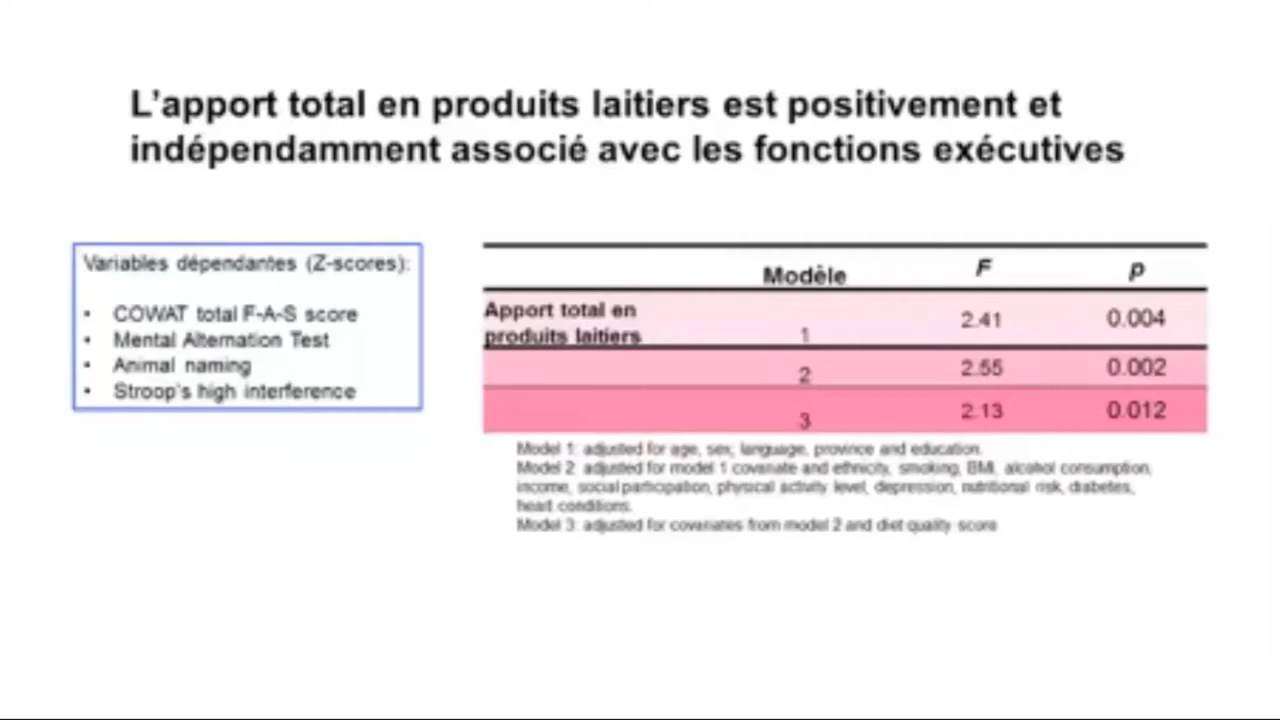 L'apport total en produits laitiers est positivement et
indépendamment associé avec les fonctions exécutives
Variables dépendantes (Z-scores):
• COWAT total F-A-S score
• Mental Alternation Test
• Animal naming
• Stroop's high interference
Modèle F p
Apport total en
produits laitiers 1 2.41 0.004
2 2.55 0.002
3 2.13 0.012
Model 1: adjusted for age, sex, language, province and education.
Model 2: adjusted for model 1 covariate and ethnicity, smoking, BMI, alcohol consumption,
income, social participation, physical activity level, depression, nutritional risk, diabetes,
heart conditions.
Model 3: adjusted for covariates from model 2 and diet quality score